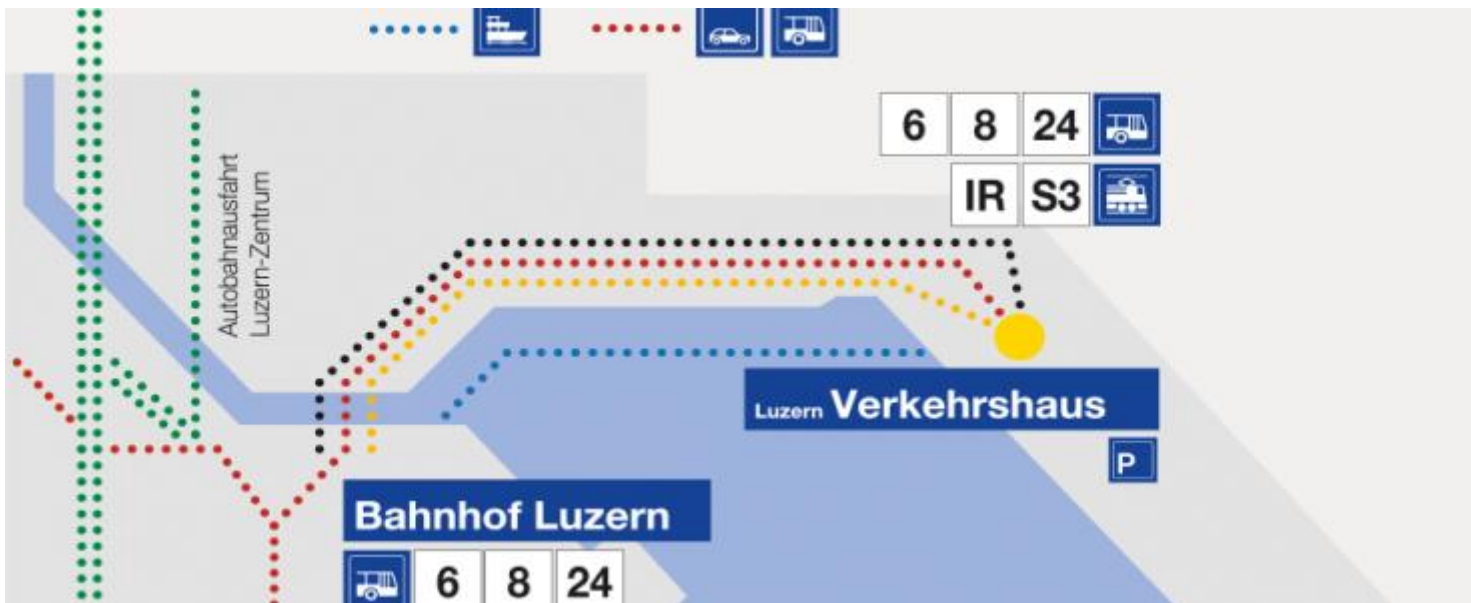 6 8 24
IR S3
Autobahnausfahrt
Luzern-Zentrum
Luzern Verkehrshaus
P
Bahnhof Luzern
6 8 24